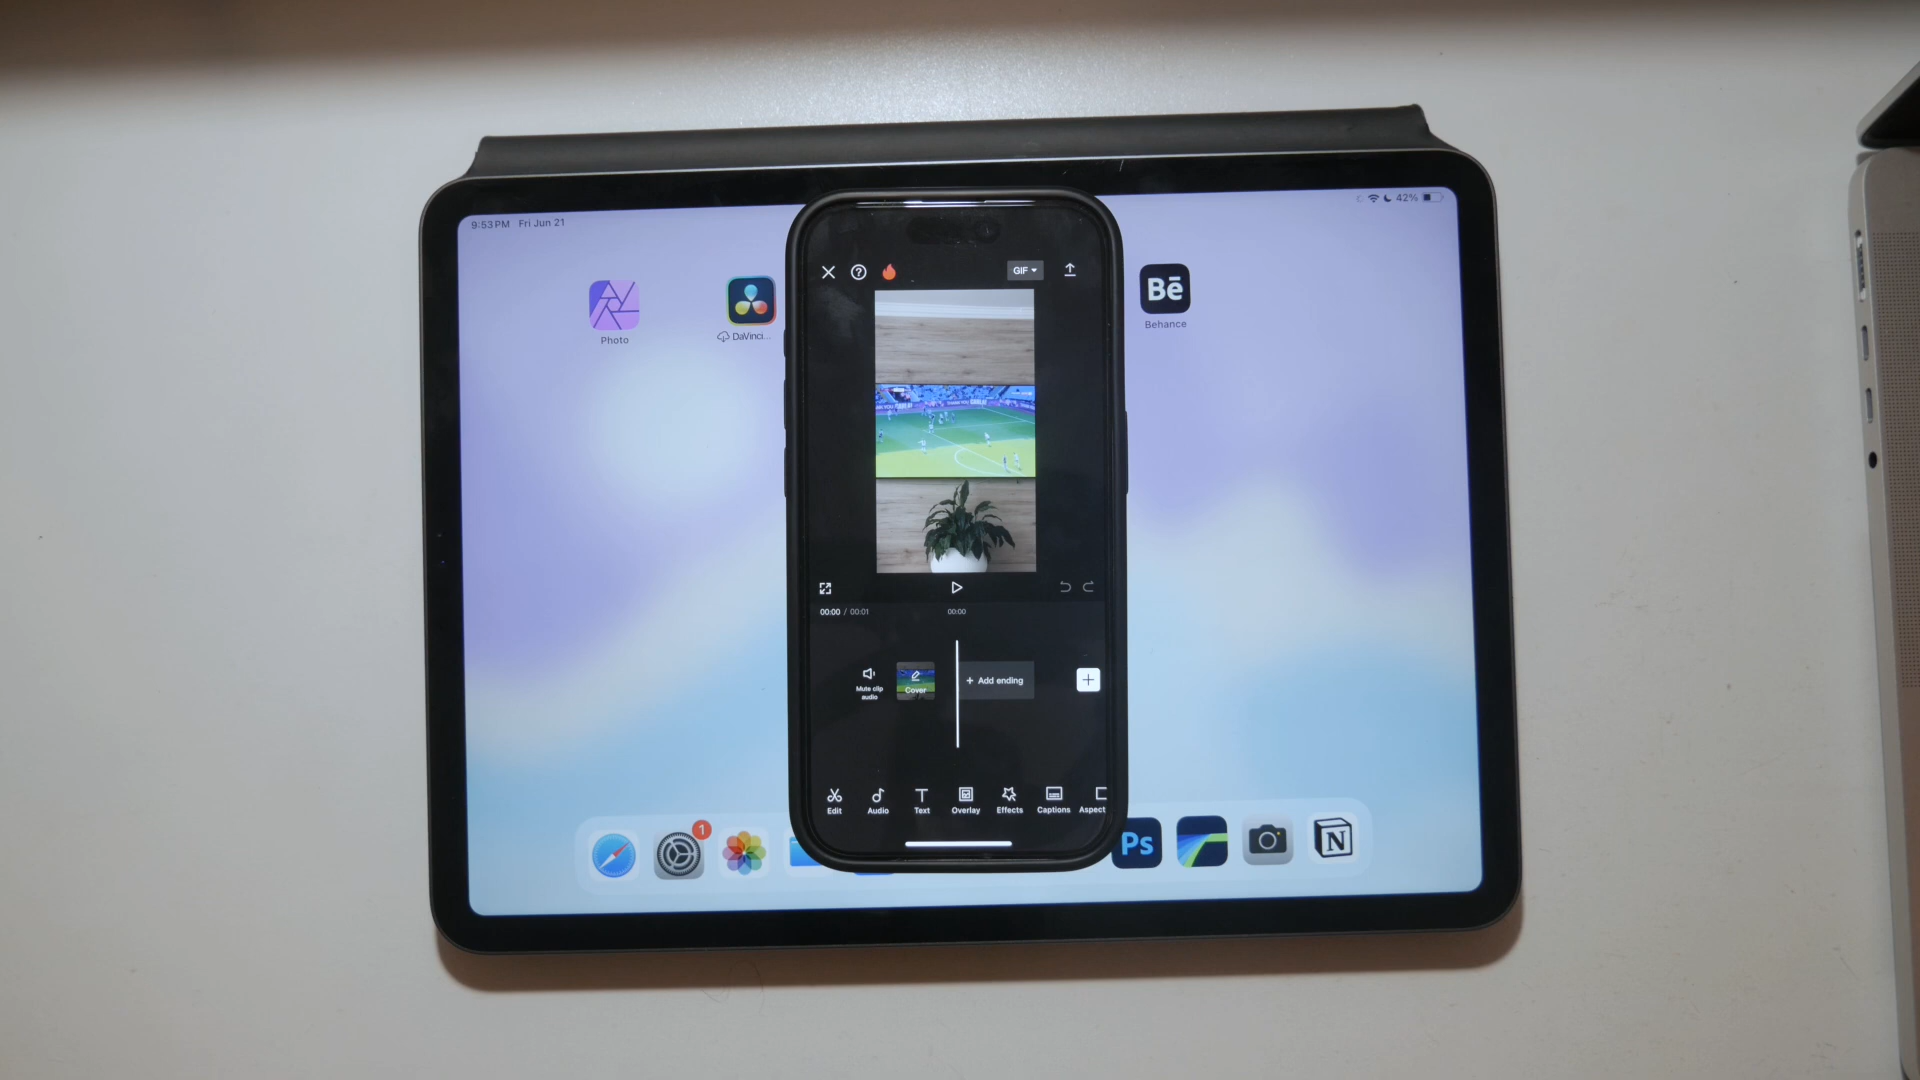 9:53 PM Fri Jun 21
42%
Photo
DaVinci...
Bē
Behance
GIF
00:00 / 00:01
00:00
Mute clip
audio
Cover
+ Add ending
Edit
Audio
Text
Overlay
Effects
Captions
Aspect
1
Ps
N